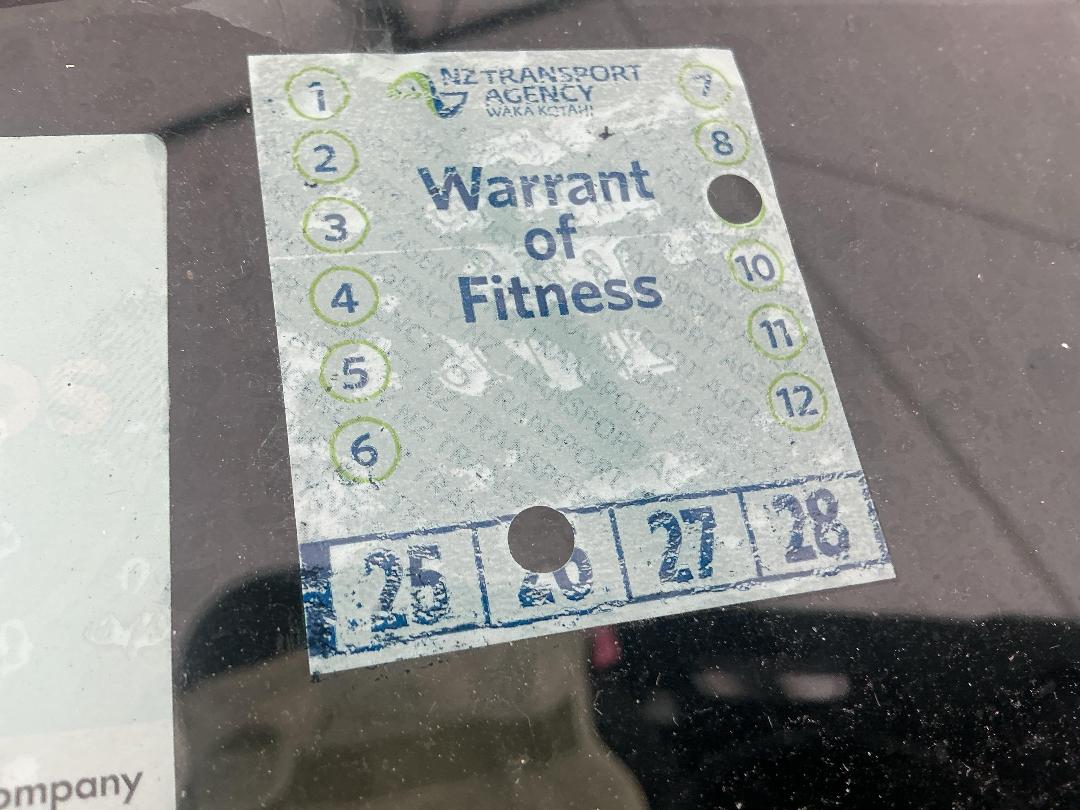 NZ TRANSPORT
AGENCY
WAKA KOTAHI
Warrant
of
Fitness
1
2
3
4
5
6
7
8
10
11
12
25 26 27 28
ompany